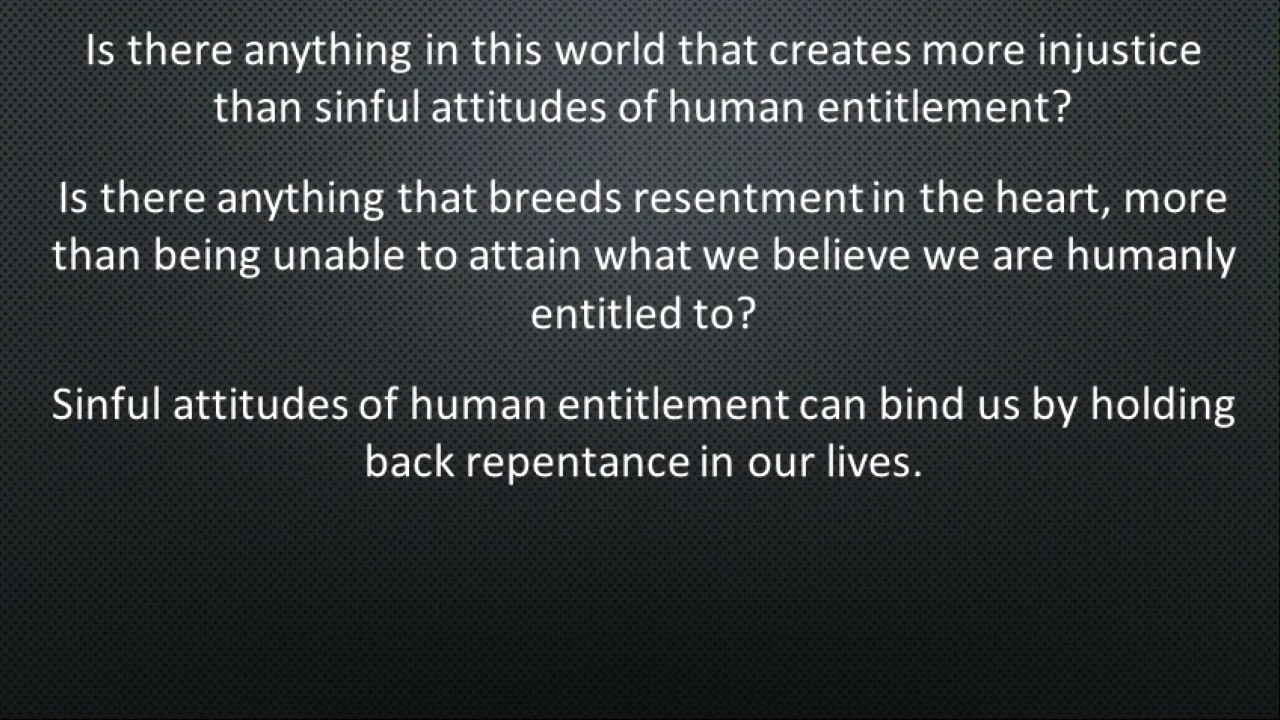 Is there anything in this world that creates more injustice
than sinful attitudes of human entitlement?
Is there anything that breeds resentment in the heart, more
than being unable to attain what we believe we are humanly
entitled to?
Sinful attitudes of human entitlement can bind us by holding
back repentance in our lives.